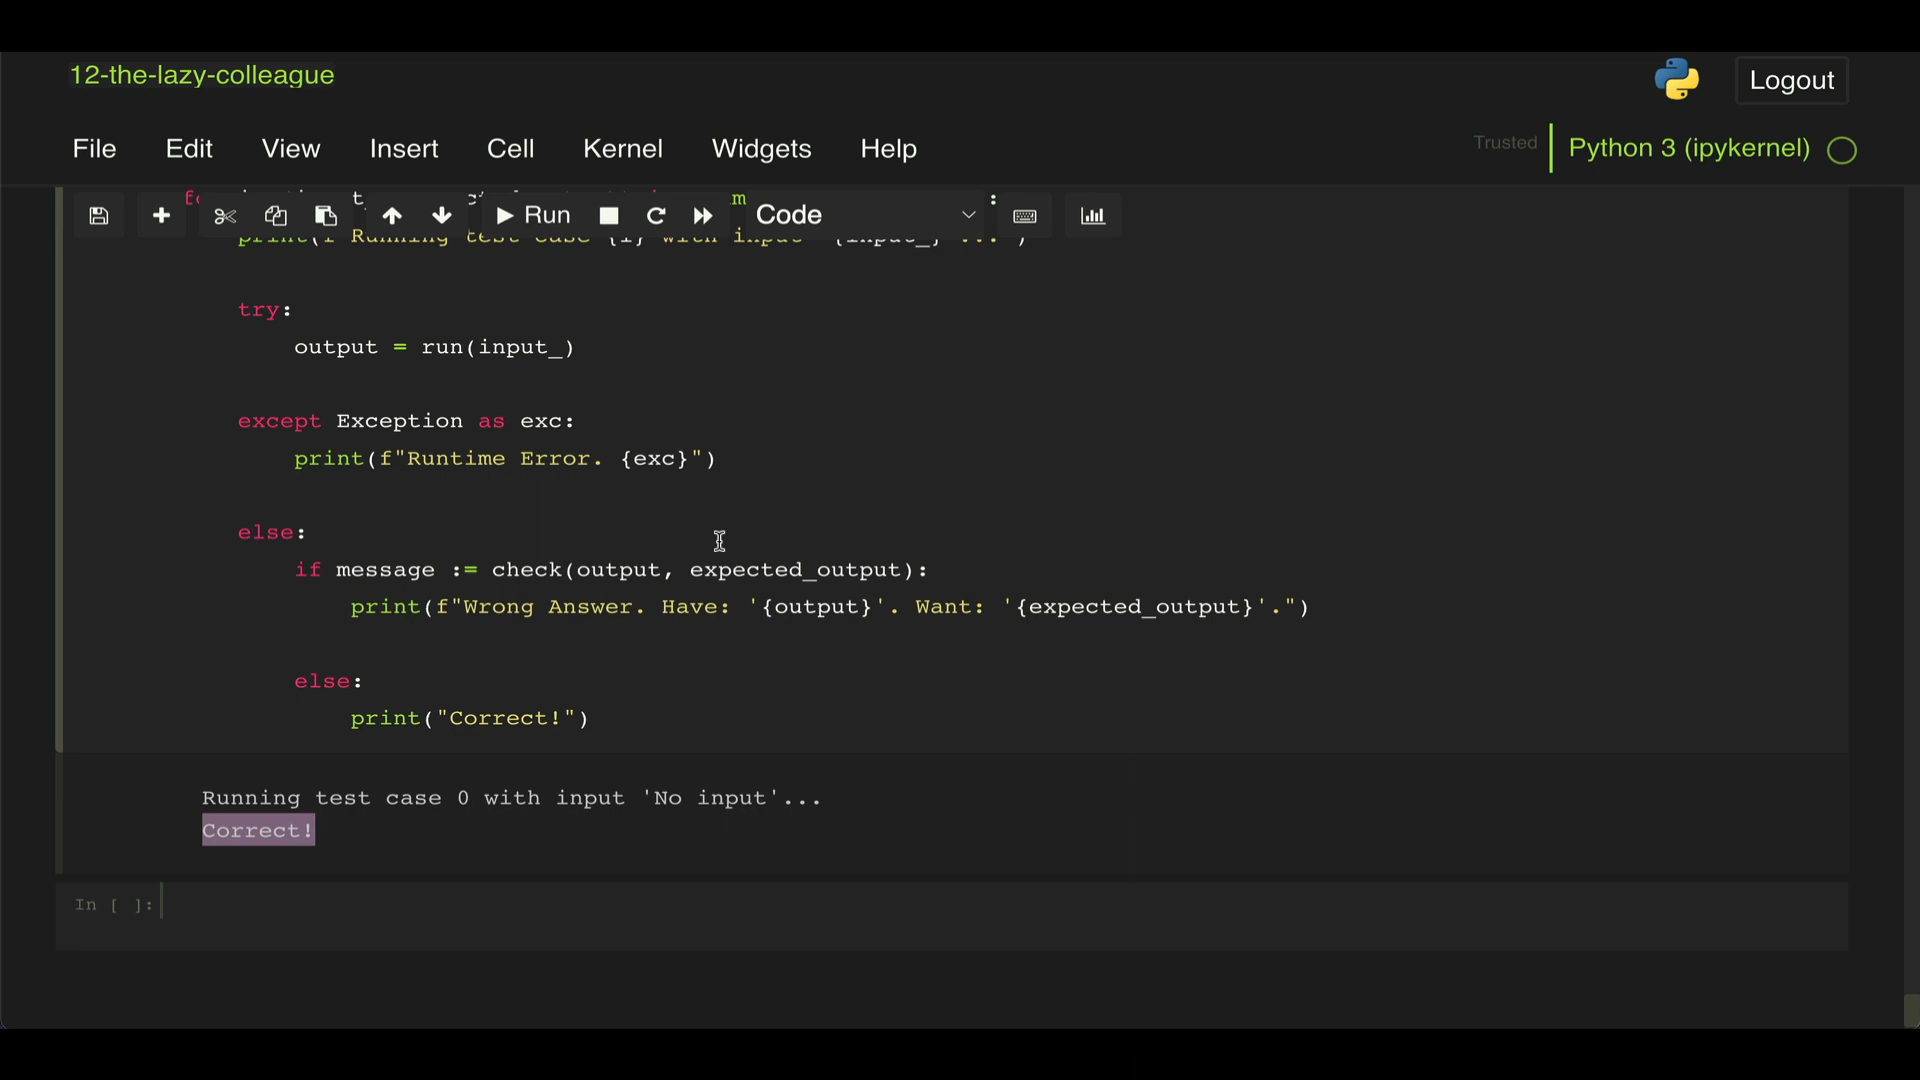 12-the-lazy-colleague
Logout
File Edit View Insert Cell Kernel Widgets Help
Trusted
Python 3 (ipykernel)
Run
Code
print(f"Running test case {i} with input '{input_}'...")
try:
output = run(input_)
except Exception as exc:
print(f"Runtime Error. {exc}")
else:
if message := check(output, expected_output):
print(f"Wrong Answer. Have: '{output}'. Want: '{expected_output}'.")
else:
print("Correct!")
Running test case 0 with input 'No input'...
Correct!
In [ ]: